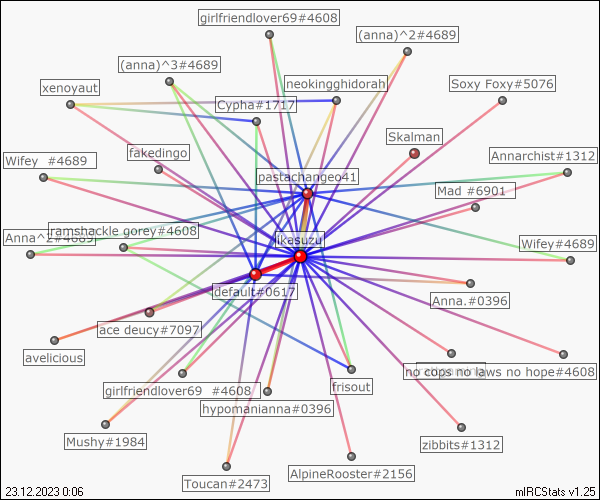 girlfriendlover69#4608
(anna)^2#4689
(anna)^3#4689
xenoyaut
neokingghidorah
Soxy Foxy#5076
Cypha#1717
Skalman
fakedingo
Wifey  #4689
Annarchist#1312
pastachangeo41
Mad #6901
ramshackle gorey#4608
Anna^2#4689
ikasuzu
Wifey#4689
default#0617
Anna.#0396
ace deucy#7097
avelicious
no cops no laws no hope#4608
girlfriendlover69  #4608
frisout
hypomanianna#0396
Mushy#1984
zibbits#1312
AlpineRooster#2156
Toucan#2473
23.12.2023 0:06
mIRCStats v1.25